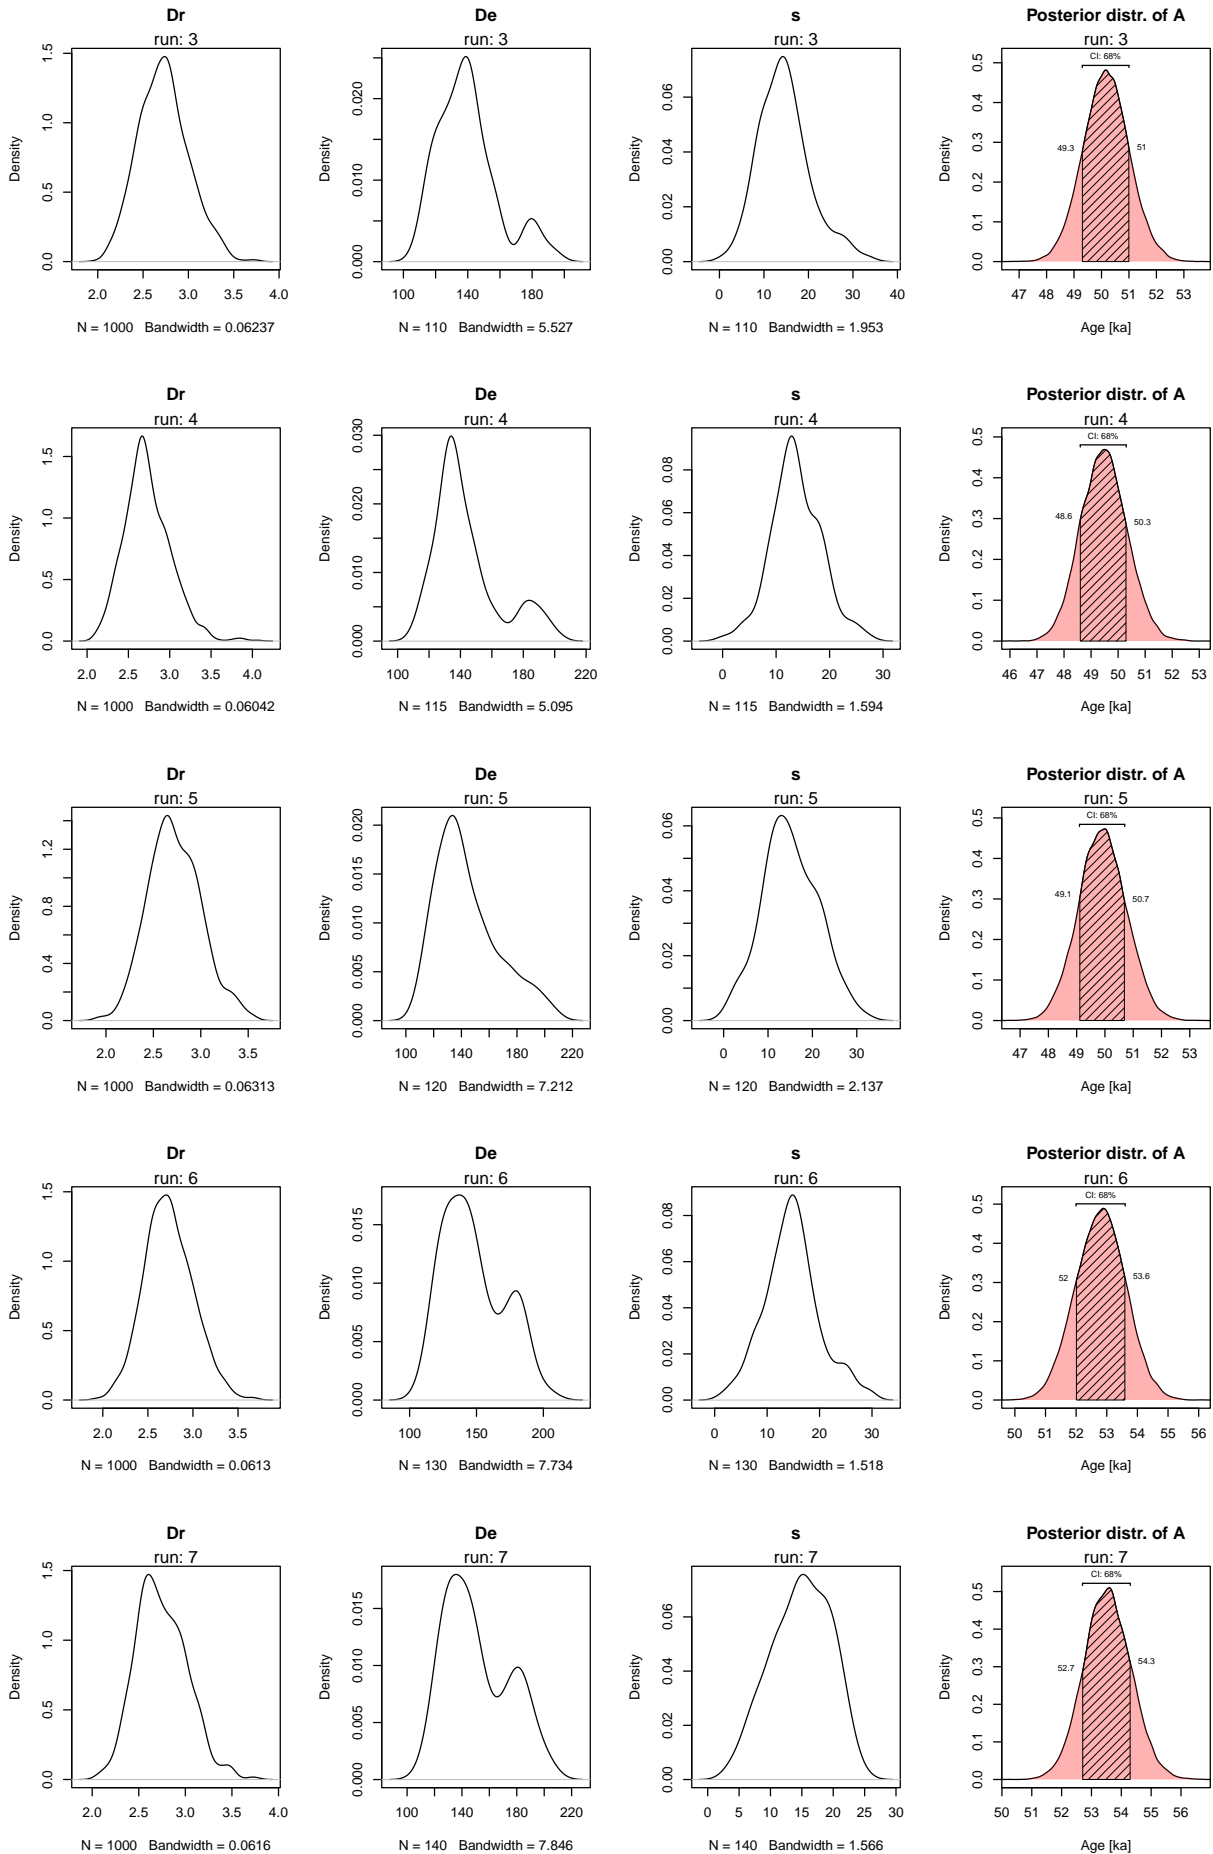 Dr
run: 3
Density
0.0 0.5 1.0 1.5
2.0 2.5 3.0 3.5 4.0
N = 1000 Bandwidth = 0.06237
De
run: 3
Density
0.000 0.010 0.020
100 140 180
N = 110 Bandwidth = 5.527
s
run: 3
Density
0.00 0.02 0.04 0.06
0 10 20 30 40
N = 110 Bandwidth = 1.953
Posterior distr. of A
run: 3
CI: 68%
49.3 51
Density
0.0 0.1 0.2 0.3 0.4 0.5
47 48 49 50 51 52 53
Age [ka]
Dr
run: 4
Density
0.0 0.5 1.0 1.5
2.0 2.5 3.0 3.5 4.0
N = 1000 Bandwidth = 0.06042
De
run: 4
Density
0.000 0.010 0.020 0.030
100 140 180 220
N = 115 Bandwidth = 5.095
s
run: 4
Density
0.00 0.02 0.04 0.06 0.08
0 10 20 30
N = 115 Bandwidth = 1.594
Posterior distr. of A
run: 4
CI: 68%
48.6 50.3
Density
0.0 0.1 0.2 0.3 0.4 0.5
46 47 48 49 50 51 52 53
Age [ka]
Dr
run: 5
Density
0.0 0.4 0.8 1.2
2.0 2.5 3.0 3.5
N = 1000 Bandwidth = 0.06313
De
run: 5
Density
0.000 0.005 0.010 0.015 0.020
100 140 180 220
N = 120 Bandwidth = 7.212
s
run: 5
Density
0.00 0.02 0.04 0.06
0 10 20 30
N = 120 Bandwidth = 2.137
Posterior distr. of A
run: 5
CI: 68%
49.1 50.7
Density
0.0 0.1 0.2 0.3 0.4 0.5
47 48 49 50 51 52 53
Age [ka]
Dr
run: 6
Density
0.0 0.5 1.0 1.5
2.0 2.5 3.0 3.5
N = 1000 Bandwidth = 0.0613
De
run: 6
Density
0.000 0.005 0.010 0.015
100 150 200
N = 130 Bandwidth = 7.734
s
run: 6
Density
0.00 0.02 0.04 0.06 0.08
0 10 20 30
N = 130 Bandwidth = 1.518
Posterior distr. of A
run: 6
CI: 68%
52 53.6
Density
0.0 0.1 0.2 0.3 0.4 0.5
50 51 52 53 54 55 56
Age [ka]
Dr
run: 7
Density
0.0 0.5 1.0 1.5
2.0 2.5 3.0 3.5 4.0
N = 1000 Bandwidth = 0.0616
De
run: 7
Density
0.000 0.005 0.010 0.015
100 140 180 220
N = 140 Bandwidth = 7.846
s
run: 7
Density
0.00 0.02 0.04 0.06
0 5 10 15 20 25 30
N = 140 Bandwidth = 1.566
Posterior distr. of A
run: 7
CI: 68%
52.7 54.3
Density
0.0 0.1 0.2 0.3 0.4 0.5
50 51 52 53 54 55 56
Age [ka]